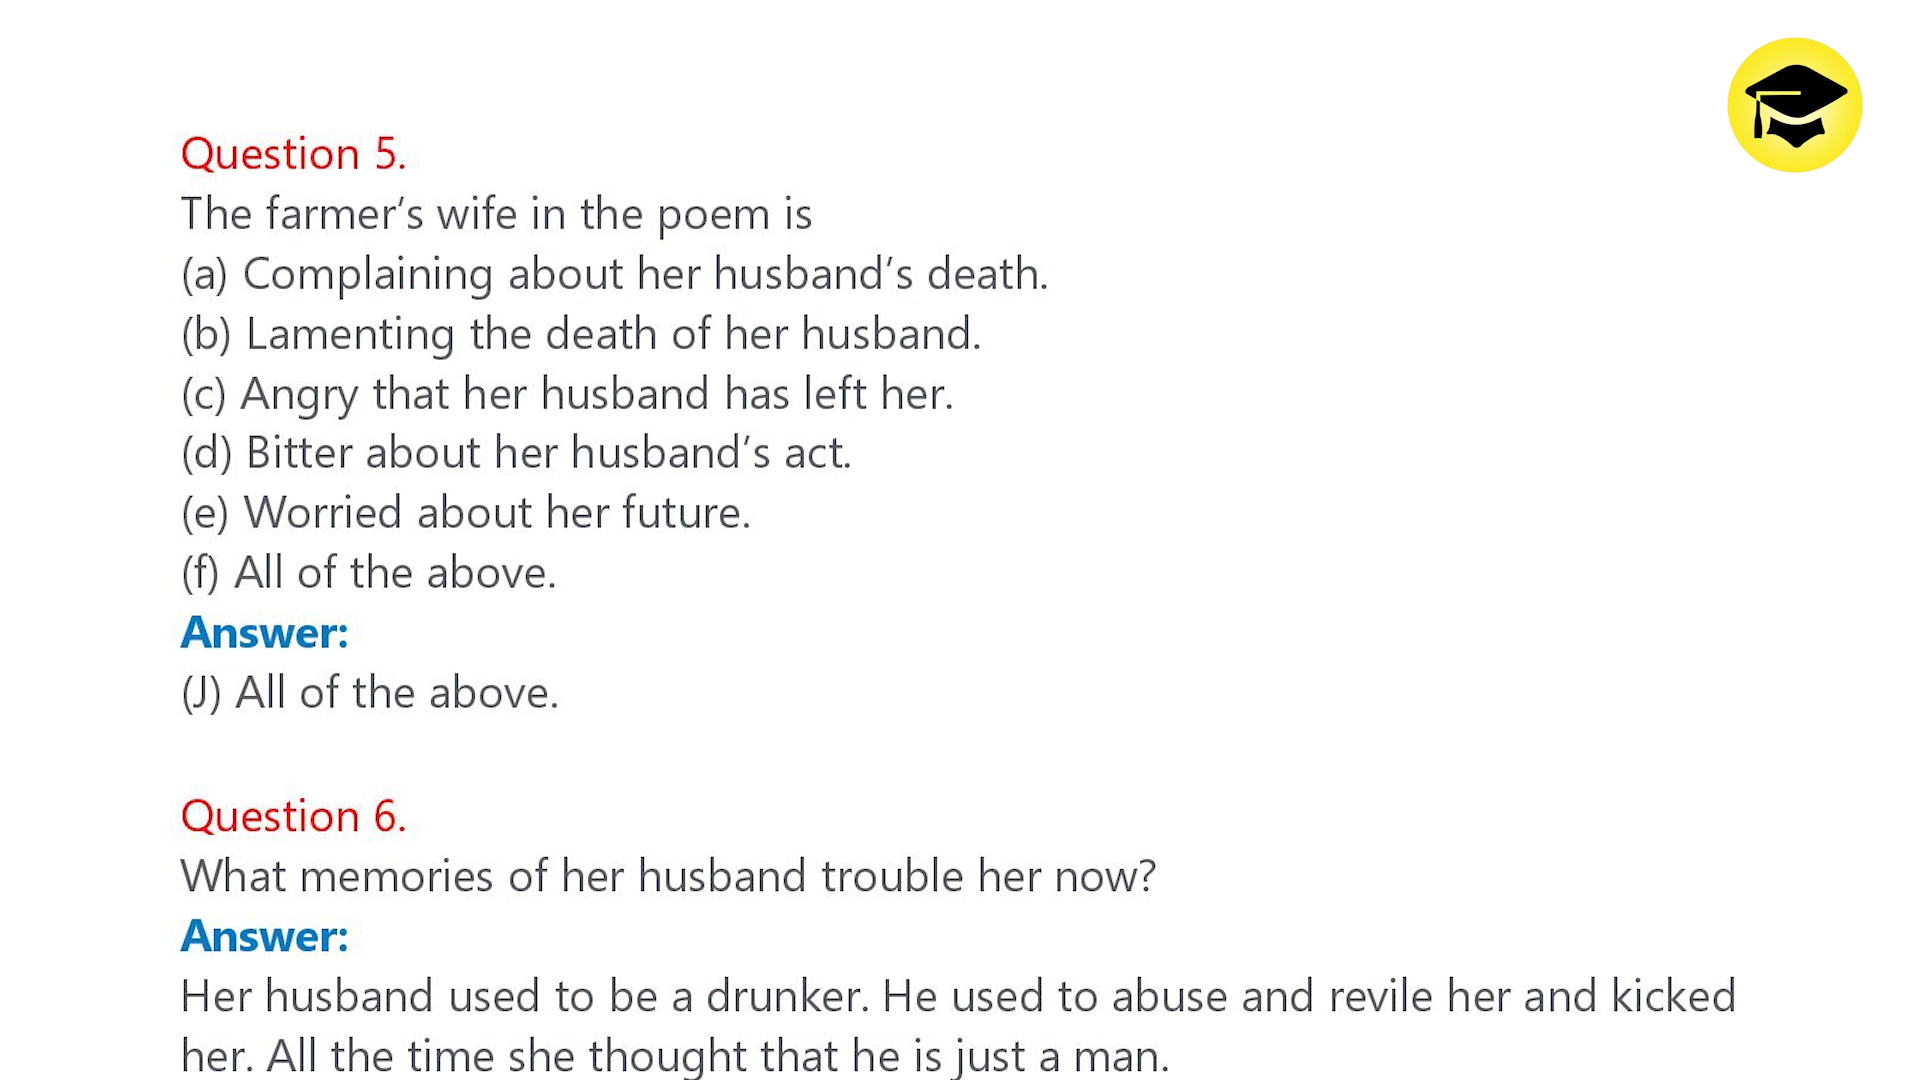 Question 5.
The farmer’s wife in the poem is
(a) Complaining about her husband’s death.
(b) Lamenting the death of her husband.
(c) Angry that her husband has left her.
(d) Bitter about her husband’s act.
(e) Worried about her future.
(f) All of the above.
Answer:
(J) All of the above.
Question 6.
What memories of her husband trouble her now?
Answer:
Her husband used to be a drunker. He used to abuse and revile her and kicked
her. All the time she thought that he is just a man.